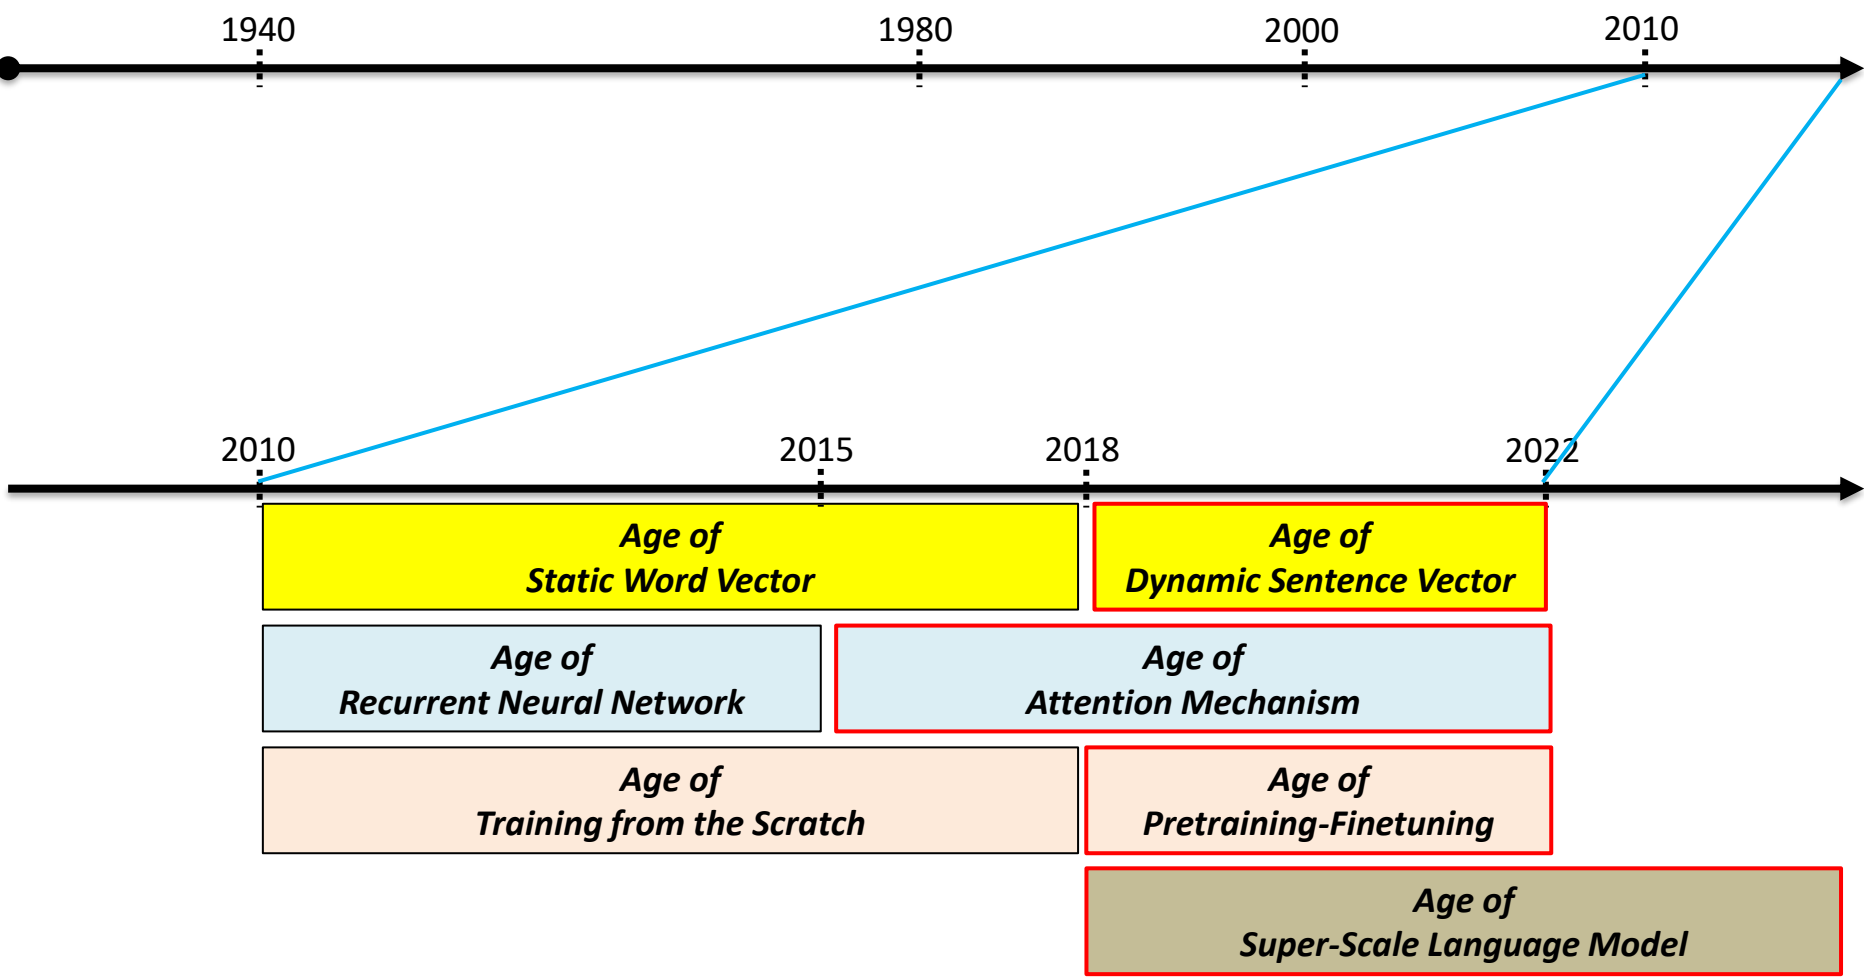 1940
1980
2000
2010
2010
2015
2018
2022
Age of
Static Word Vector
Age of
Dynamic Sentence Vector
Age of
Recurrent Neural Network
Age of
Attention Mechanism
Age of
Training from the Scratch
Age of
Pretraining-Finetuning
Age of
Super-Scale Language Model